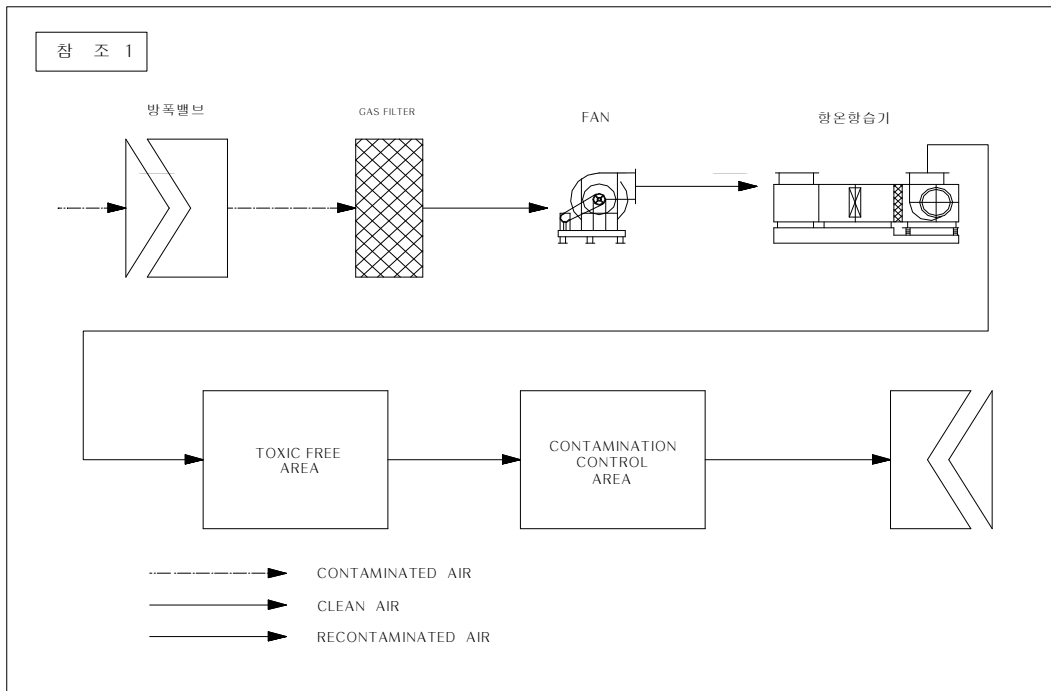 참 조 1
방폭밸브
GAS FILTER
FAN
항온항습기
TOXIC FREE
AREA
CONTAMINATION
CONTROL
AREA
CONTAMINATED AIR
CLEAN AIR
RECONTAMINATED AIR